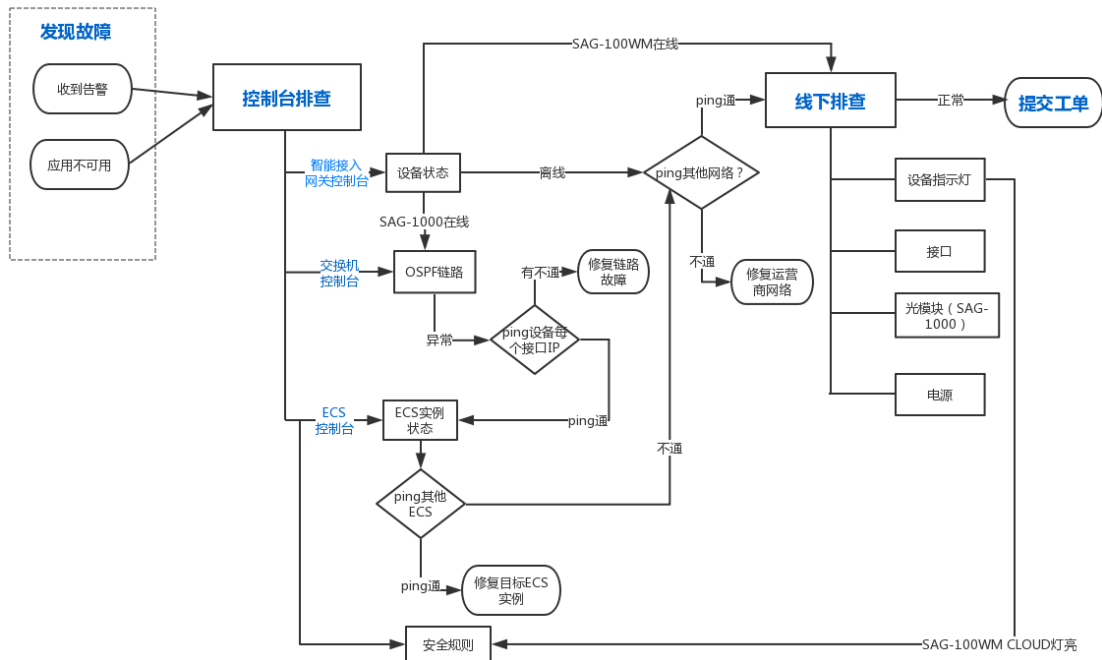 发现故障
收到告警
应用不可用
控制台排查
智能接入
网关控制台
设备状态
SAG-100WM在线
离线
SAG-1000在线
交换机
控制台
OSPF链路
异常
有不通
修复链路
故障
ping设备每
个接口IP
ping通
ECS
控制台
ECS实例
状态
ping其他
ECS
ping通
修复目标ECS
实例
不通
安全规则
ping其他网络？
ping通
不通
修复运营
商网络
线下排查
正常
提交工单
设备指示灯
接口
光模块（SAG-
1000）
电源
SAG-100WM CLOUD灯亮